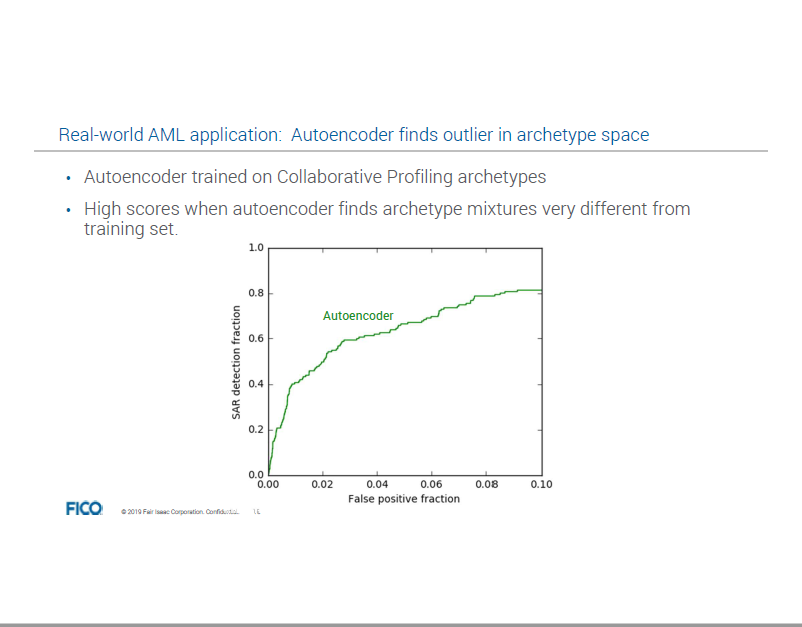 Real-world AML application: Autoencoder finds outlier in archetype space
• Autoencoder trained on Collaborative Profiling archetypes
• High scores when autoencoder finds archetype mixtures very different from
training set.
1.0
0.8
0.6
0.4
0.2
0.0
SAR detection fraction
Autoencoder
0.00 0.02 0.04 0.06 0.08 0.10
False positive fraction
FICO
© 2019 Fair Isaac Corporation.